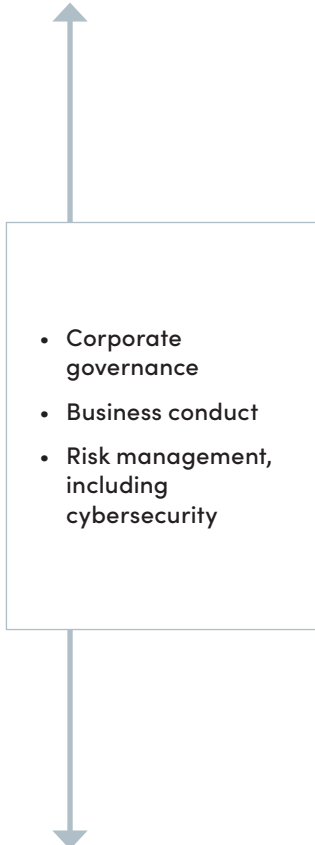 • Corporate
governance
• Business conduct
• Risk management,
including
cybersecurity